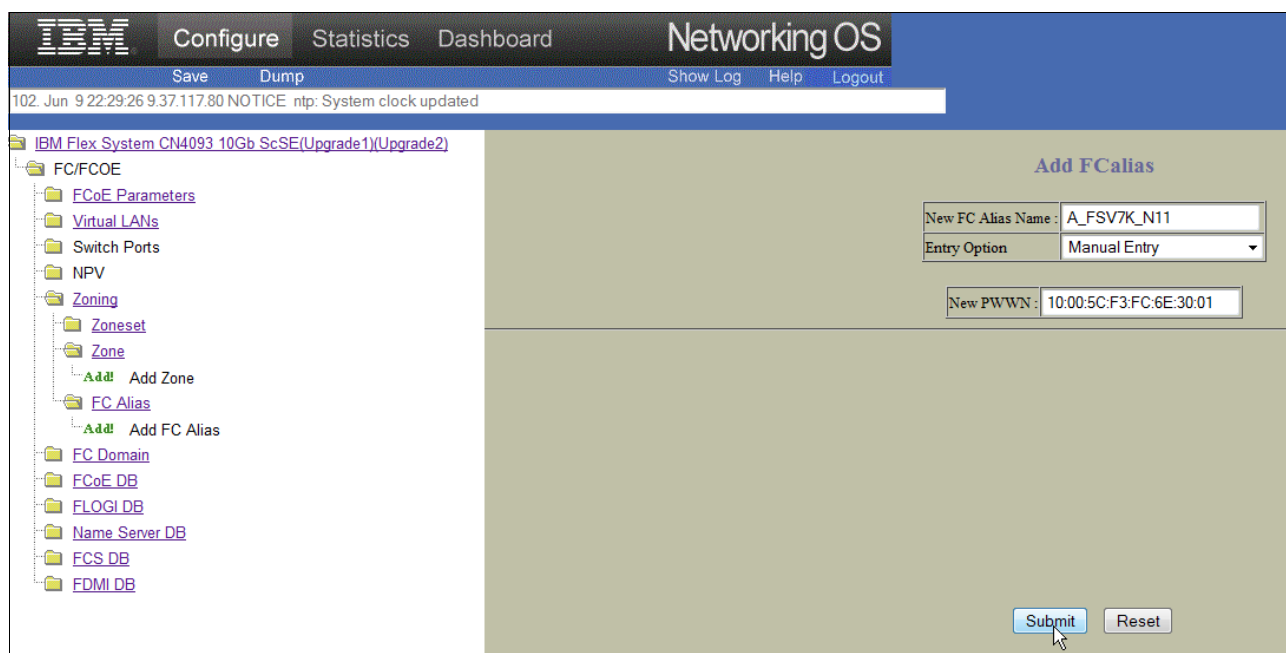 IBM. Configure Statistics Dashboard Networking OS
Save Dump Show Log Help Logout
102. Jun 9 22:29:26 9.37.117.80 NOTICE ntp: System clock updated
IBM Flex System CN4093 10Gb ScSE(Upgrade1)(Upgrade2)
FC/FCOE
FCoE Parameters
Virtual LANs
Switch Ports
NPV
Zoning
Zoneset
Zone
Add! Add Zone
FC Alias
Add! Add FC Alias
FC Domain
FCoE DB
FLOGI DB
Name Server DB
FCS DB
FDMI DB
Add FCalias
New FC Alias Name : A_FSV7K_N11
Entry Option Manual Entry
New PWWN : 10:00:5C:F3:FC:6E:30:01
Submit Reset